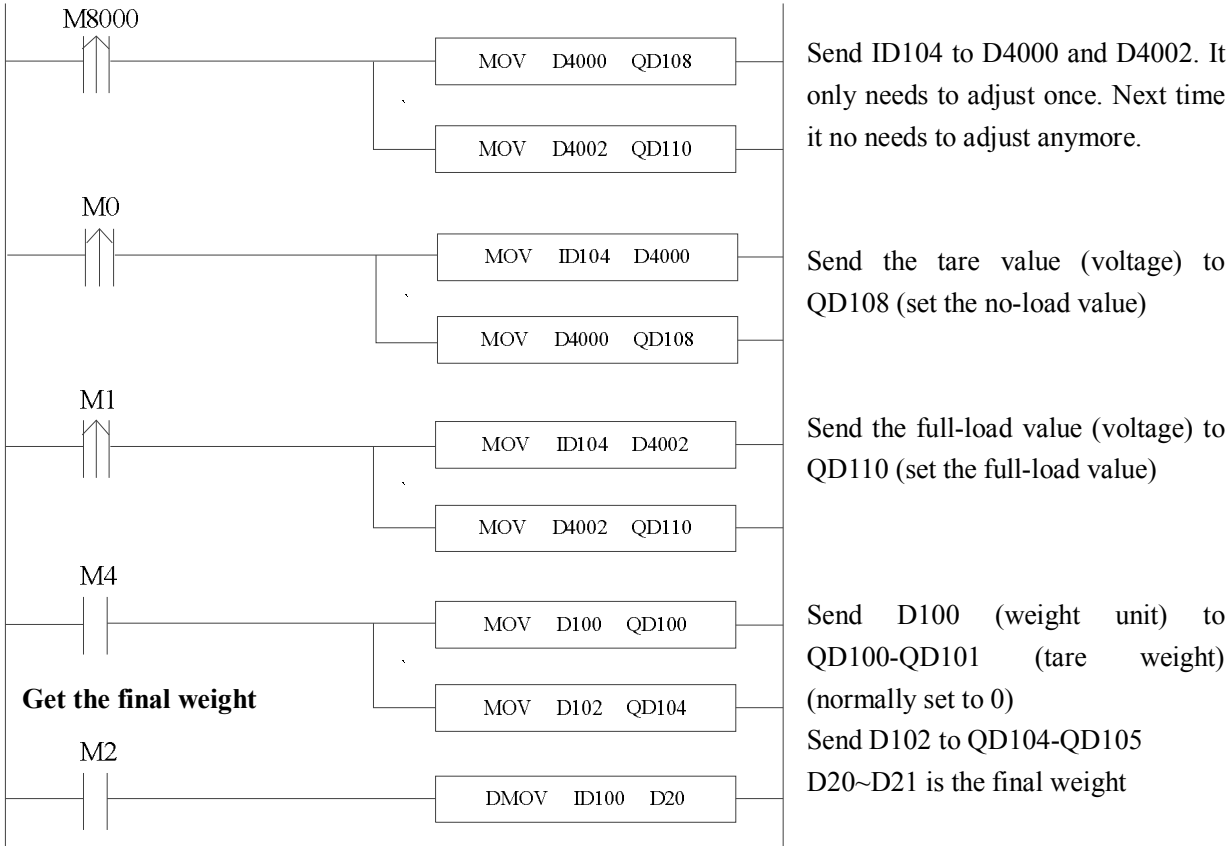 M8000
MOV D4000 QD108
MOV D4002 QD110
Send ID104 to D4000 and D4002. It
only needs to adjust once. Next time
it no needs to adjust anymore.
M0
MOV ID104 D4000
MOV D4000 QD108
Send the tare value (voltage) to
QD108 (set the no-load value)
M1
MOV ID104 D4002
MOV D4002 QD110
Send the full-load value (voltage) to
QD110 (set the full-load value)
M4
MOV D100 QD100
MOV D102 QD104
Send D100 (weight unit) to
QD100-QD101 (tare weight)
(normally set to 0)
Send D102 to QD104-QD105
D20~D21 is the final weight
Get the final weight
M2
DMOV ID100 D20